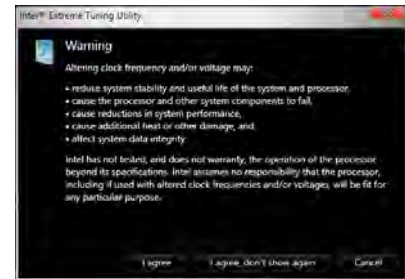 Intel® Extreme Tuning Utility
Warning
Altering clock frequency and/or voltage may:
• reduce system stability and useful life of the system and processor,
• cause the processor and other system components to fail,
• cause reductions in system performance,
• cause additional heat or other damage, and
• affect system data integrity
Intel has not tested, and does not warranty, the operation of the processor
beyond its specifications. Intel assumes no responsibility that the processor,
including if used with altered clock frequencies and/or voltages, will be fit for
any particular purpose.
I agree
I agree, don't show again
Cancel